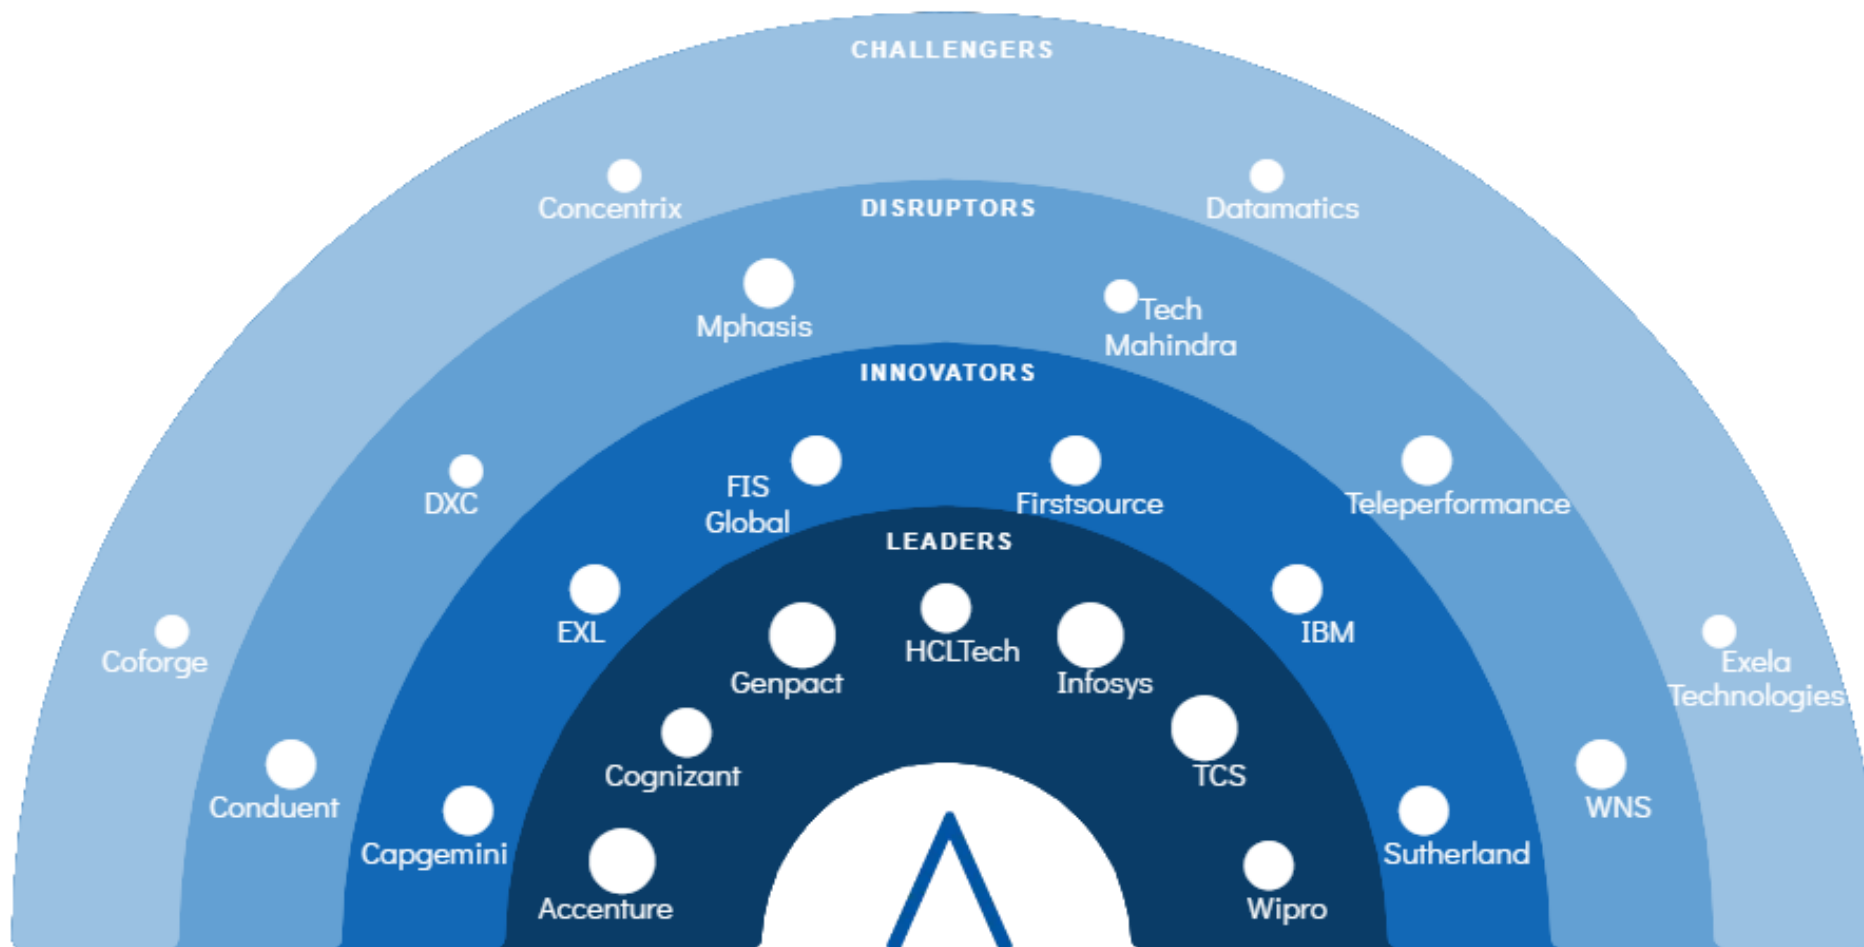 CHALLENGERS
Concentrix
Datamatics
DISRUPTORS
Mphasis
Tech
Mahindra
INNOVATORS
DXC
FIS
Global
Firstsource
Teleperformance
LEADERS
EXL
HCLTech
IBM
Coforge
Genpact
Infosys
Exela
Technologies
Cognizant
TCS
Conduent
WNS
Capgemini
Sutherland
Accenture
Wipro